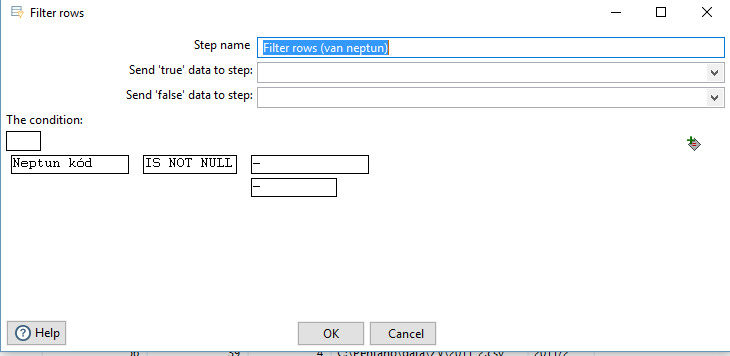 Filter rows
Step name Filter rows (van neptun)
Send 'true' data to step:
Send 'false' data to step:
The condition:
Neptun kód IS NOT NULL -
-
Help OK Cancel